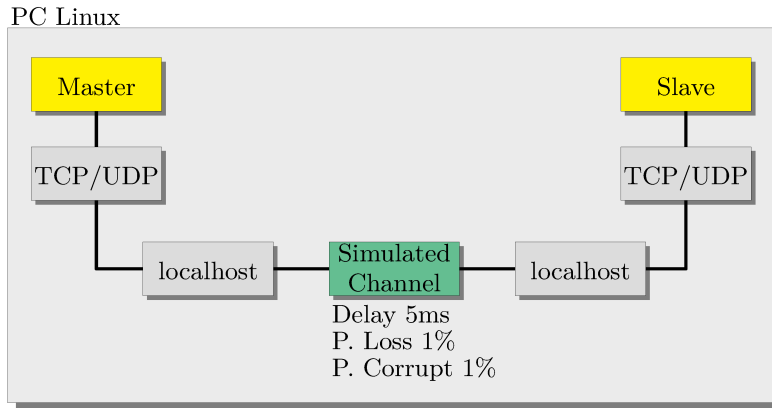 PC Linux
Master
Slave
TCP/UDP
TCP/UDP
localhost
Simulated
Channel
localhost
Delay 5ms
P. Loss 1%
P. Corrupt 1%